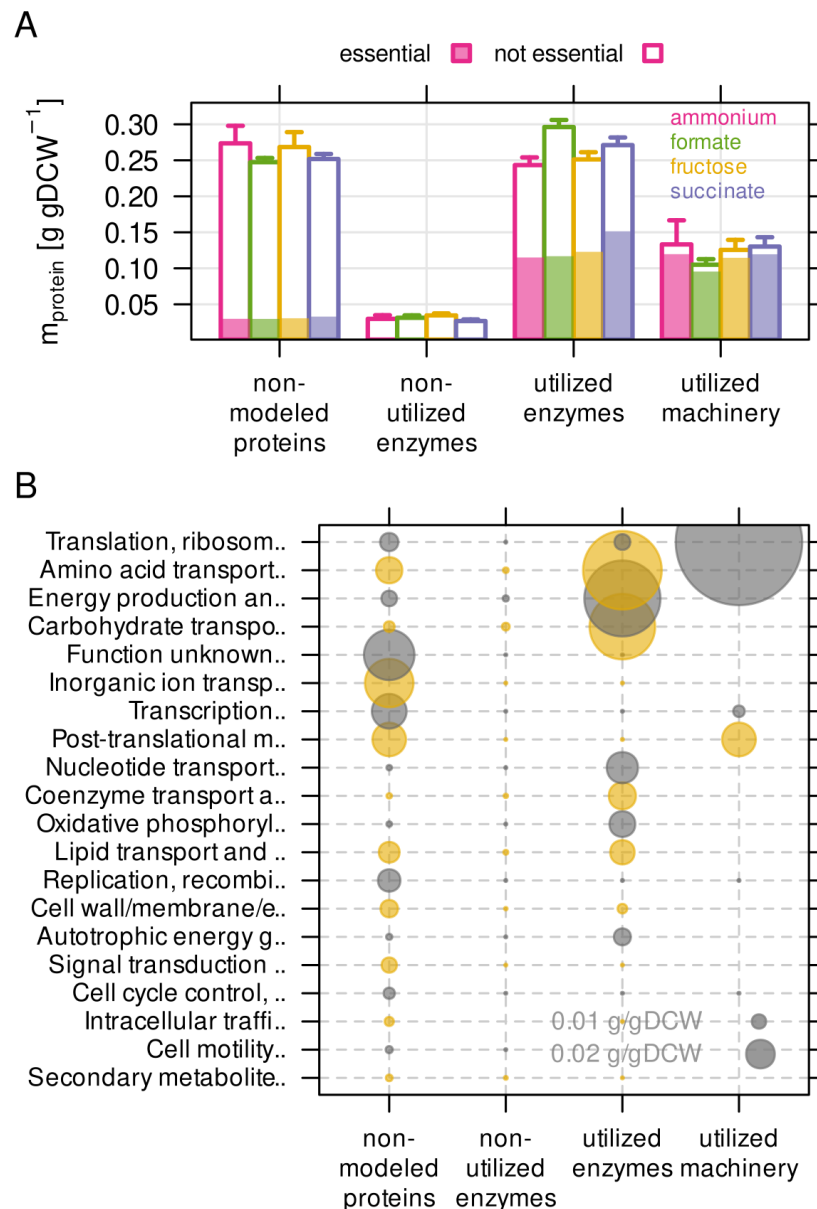 A
essential not essential
m_protein [g gDCW⁻¹]
0.30
0.25
0.20
0.15
0.10
0.05
ammonium
formate
fructose
succinate
non-
modeled
proteins
non-
utilized
enzymes
utilized
enzymes
utilized
machinery
B
Translation, ribosom..
Amino acid transport..
Energy production an..
Carbohydrate transpo..
Function unknown..
Inorganic ion transp..
Transcription..
Post-translational m..
Nucleotide transport..
Coenzyme transport a..
Oxidative phosphoryl..
Lipid transport and ..
Replication, recombi..
Cell wall/membrane/e..
Autotrophic energy g..
Signal transduction ..
Cell cycle control, ..
Intracellular traffi..
Cell motility..
Secondary metabolite..
0.01 g/gDCW
0.02 g/gDCW
non-
modeled
proteins
non-
utilized
enzymes
utilized
enzymes
utilized
machinery